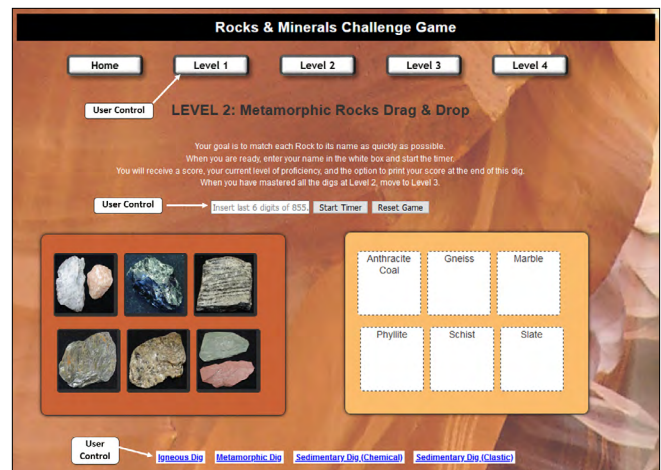 Rocks & Minerals Challenge Game
Home Level 1 Level 2 Level 3 Level 4
User Control
LEVEL 2: Metamorphic Rocks Drag & Drop
Your goal is to match each Rock to its name as quickly as possible.
When you are ready, enter your name in the white box and start the timer.
You will receive a score, your current level of proficiency, and the option to print your score at the end of this dig.
When you have mastered all the digs at Level 2, move to Level 3.
User Control
Insert last 6 digits of 855. Start Timer Reset Game
Anthracite Coal
Gneiss
Marble
Phyllite
Schist
Slate
User Control
Igneous Dig Metamorphic Dig Sedimentary Dig (Chemical) Sedimentary Dig (Clastic)